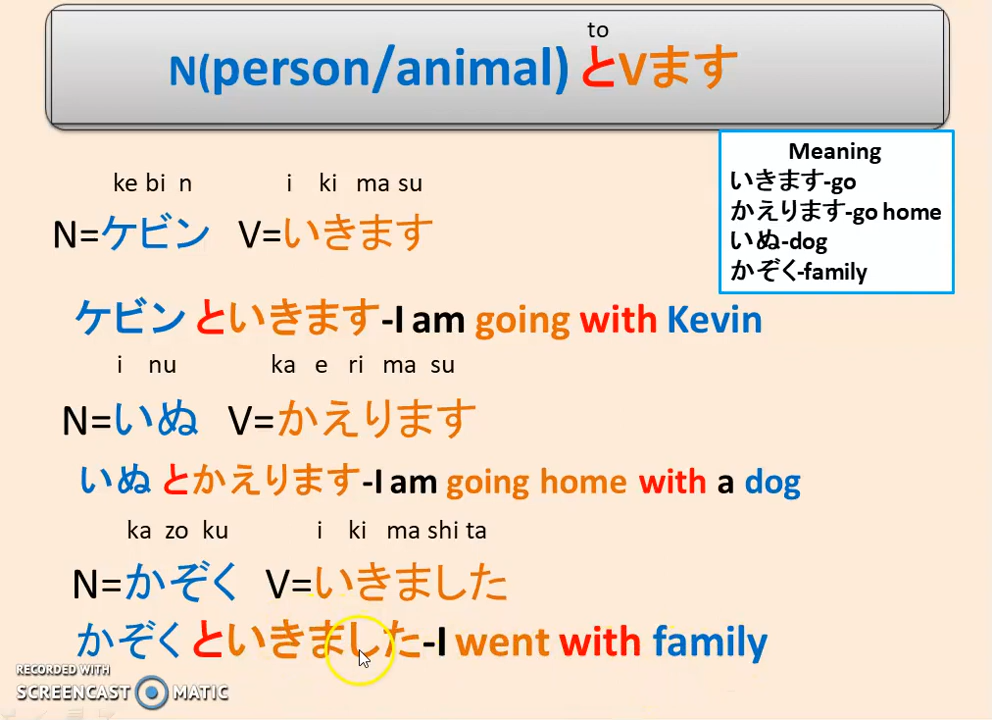 to
N(person/animal) とVます
Meaning
いきます-go
かえります-go home
いぬ-dog
かぞく-family
ke bi n i ki ma su
N=ケビン V=いきます
ケビン といきます-I am going with Kevin
i nu ka e ri ma su
N=いぬ V=かえります
いぬ とかえります-I am going home with a dog
ka zo ku i ki ma shi ta
N=かぞく V=いきました
かぞく といきました-I went with family
RECORDED WITH
SCREENCAST MATIC